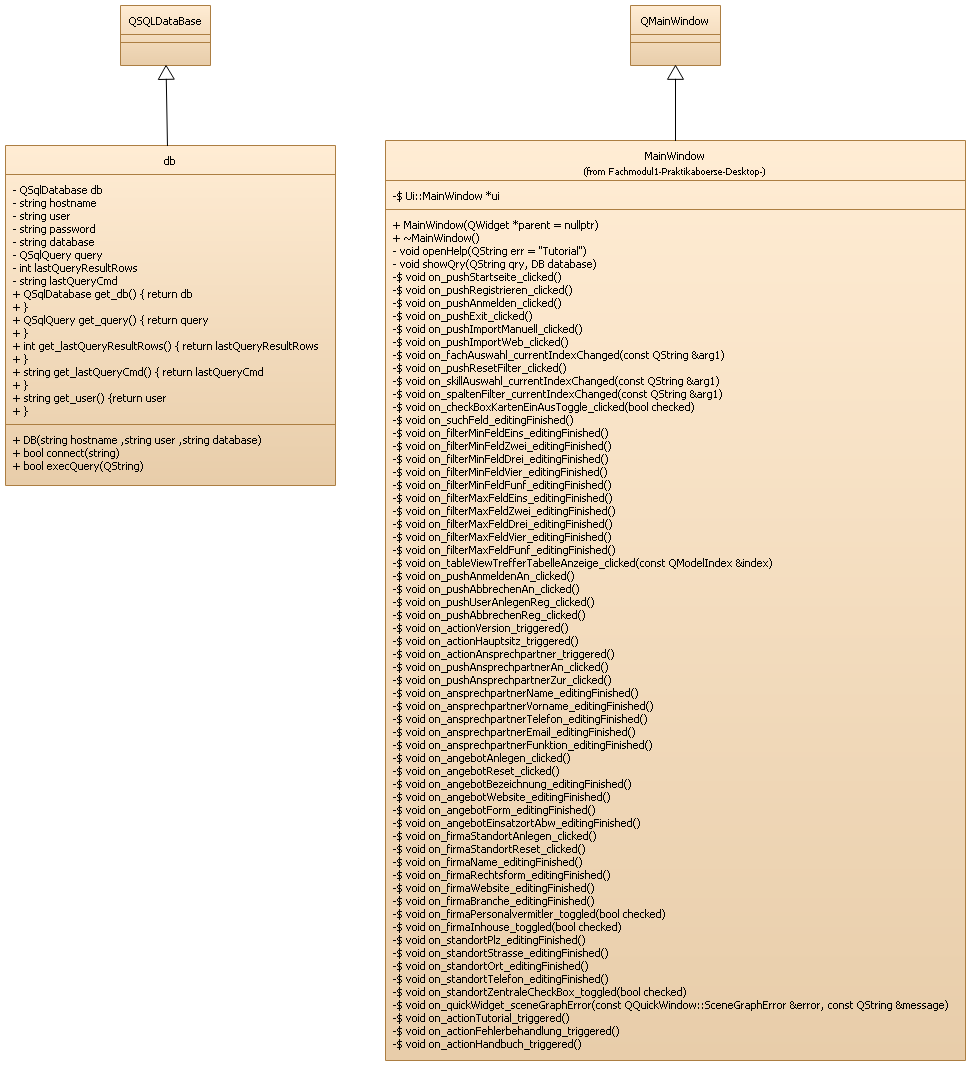 QSQLDataBase
db
- QSqlDatabase db
- string hostname
- string user
- string password
- string database
- QSqlQuery query
- int lastQueryResultRows
- string lastQueryCmd
+ QSqlDatabase get_db() { return db
+ }
+ QSqlQuery get_query() { return query
+ }
+ int get_lastQueryResultRows() { return lastQueryResultRows
+ }
+ string get_lastQueryCmd() { return lastQueryCmd
+ }
+ string get_user() {return user
+ }
+ DB(string hostname ,string user ,string database)
+ bool connect(string)
+ bool execQuery(QString)
QMainWindow
MainWindow
(from Fachmodul1-Praktikaboerse-Desktop-)
-$ Ui::MainWindow *ui
+ MainWindow(QWidget *parent = nullptr)
+ ~MainWindow()
- void openHelp(QString err = "Tutorial")
- void showQry(QString qry, DB database)
-$ void on_pushStartseite_clicked()
-$ void on_pushRegistrieren_clicked()
-$ void on_pushAnmelden_clicked()
-$ void on_pushExit_clicked()
-$ void on_pushImportManuell_clicked()
-$ void on_pushImportWeb_clicked()
-$ void on_fachAuswahl_currentIndexChanged(const QString &arg1)
-$ void on_pushResetFilter_clicked()
-$ void on_skillAuswahl_currentIndexChanged(const QString &arg1)
-$ void on_spaltenFilter_currentIndexChanged(const QString &arg1)
-$ void on_checkBoxKartenEinAusToggle_clicked(bool checked)
-$ void on_suchFeld_editingFinished()
-$ void on_filterMinFeldEins_editingFinished()
-$ void on_filterMinFeldZwei_editingFinished()
-$ void on_filterMinFeldDrei_editingFinished()
-$ void on_filterMinFeldVier_editingFinished()
-$ void on_filterMinFeldFunf_editingFinished()
-$ void on_filterMaxFeldEins_editingFinished()
-$ void on_filterMaxFeldZwei_editingFinished()
-$ void on_filterMaxFeldDrei_editingFinished()
-$ void on_filterMaxFeldVier_editingFinished()
-$ void on_filterMaxFeldFunf_editingFinished()
-$ void on_tableViewTrefferTabelleAnzeige_clicked(const QModelIndex &index)
-$ void on_pushAnmeldenAn_clicked()
-$ void on_pushAbbrechenAn_clicked()
-$ void on_pushUserAnlegenReg_clicked()
-$ void on_pushAbbrechenReg_clicked()
-$ void on_actionVersion_triggered()
-$ void on_actionHauptsitz_triggered()
-$ void on_actionAnsprechpartner_triggered()
-$ void on_pushAnsprechpartnerAn_clicked()
-$ void on_pushAnsprechpartnerZur_clicked()
-$ void on_ansprechpartnerName_editingFinished()
-$ void on_ansprechpartnerVorname_editingFinished()
-$ void on_ansprechpartnerTelefon_editingFinished()
-$ void on_ansprechpartnerEmail_editingFinished()
-$ void on_ansprechpartnerFunktion_editingFinished()
-$ void on_angebotAnlegen_clicked()
-$ void on_angebotReset_clicked()
-$ void on_angebotBezeichnung_editingFinished()
-$ void on_angebotWebsite_editingFinished()
-$ void on_angebotForm_editingFinished()
-$ void on_angebotEinsatzortAbw_editingFinished()
-$ void on_firmaStandortAnlegen_clicked()
-$ void on_firmaStandortReset_clicked()
-$ void on_firmaName_editingFinished()
-$ void on_firmaRechtsform_editingFinished()
-$ void on_firmaWebsite_editingFinished()
-$ void on_firmaBranche_editingFinished()
-$ void on_firmaPersonalvermitler_toggled(bool checked)
-$ void on_firmaInhouse_toggled(bool checked)
-$ void on_standortPlz_editingFinished()
-$ void on_standortStrasse_editingFinished()
-$ void on_standortOrt_editingFinished()
-$ void on_standortTelefon_editingFinished()
-$ void on_standortZentraleCheckBox_toggled(bool checked)
-$ void on_quickWidget_sceneGraphError(const QQuickWindow::SceneGraphError &error, const QString &message)
-$ void on_actionTutorial_triggered()
-$ void on_actionFehlerbehandlung_triggered()
-$ void on_actionHandbuch_triggered()